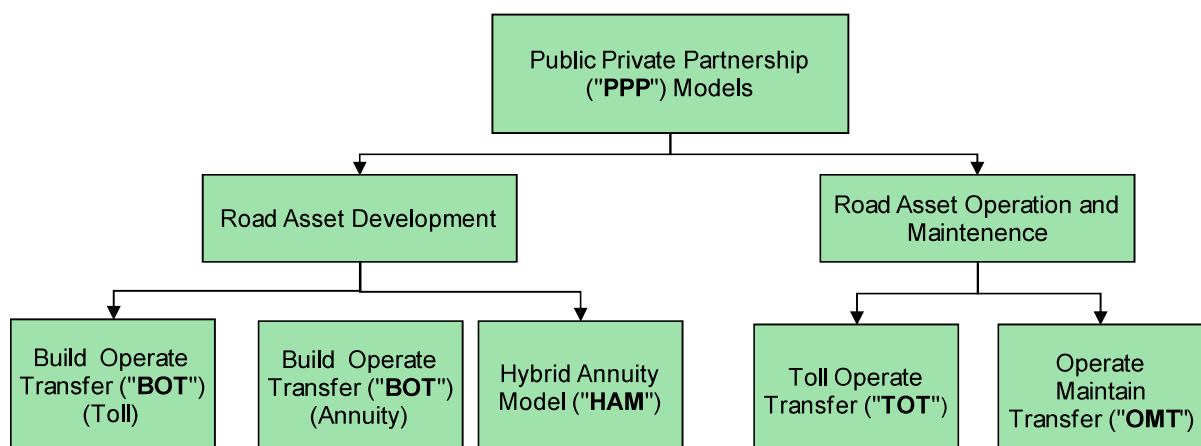 Public Private Partnership
("PPP") Models
Road Asset Development
Road Asset Operation and
Maintenence
Build Operate
Transfer ("BOT")
(Toll)
Build Operate
Transfer ("BOT")
(Annuity)
Hybrid Annuity
Model ("HAM")
Toll Operate
Transfer ("TOT")
Operate
Maintain
Transfer ("OMT")